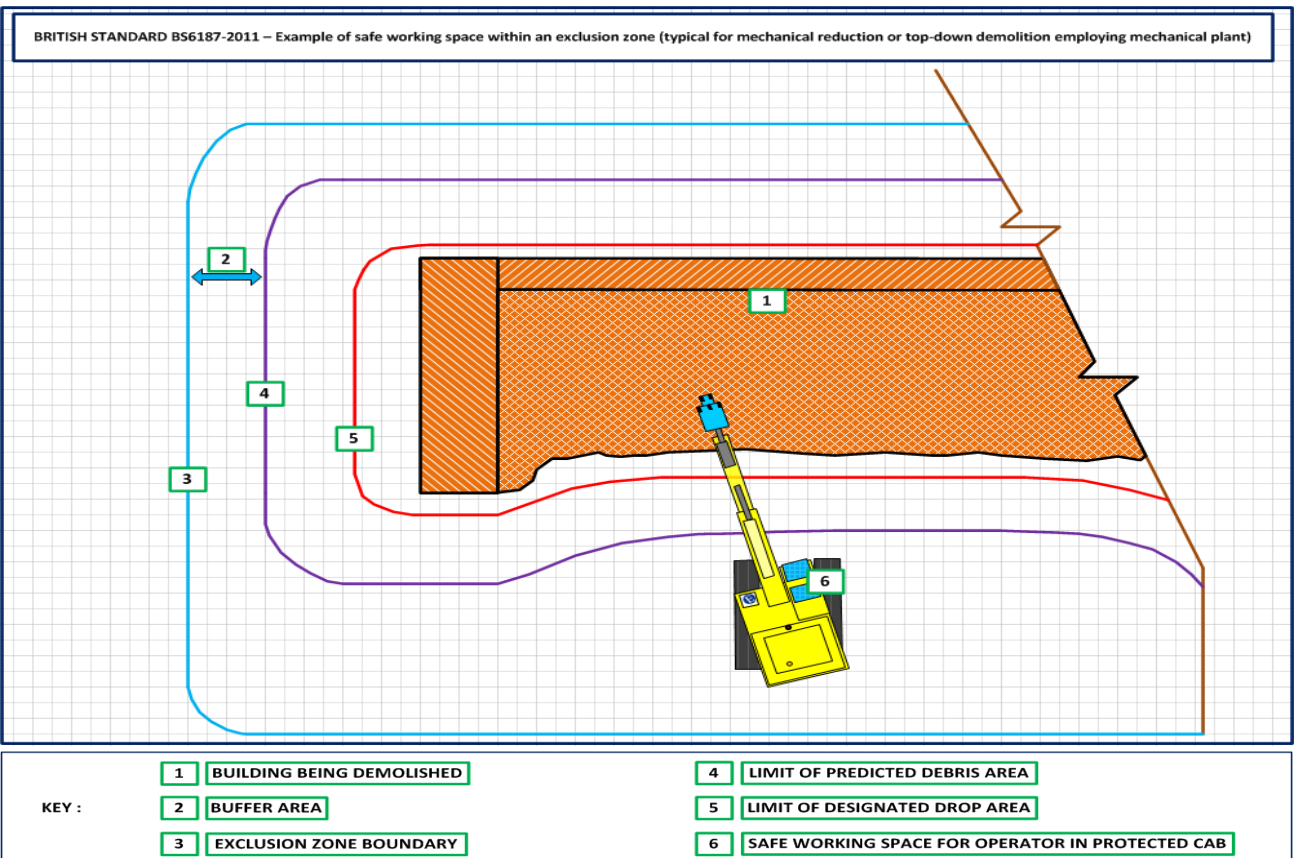 BRITISH STANDARD BS6187-2011 – Example of safe working space within an exclusion zone (typical for mechanical reduction or top-down demolition employing mechanical plant)
2
1
4
5
3
6
1 BUILDING BEING DEMOLISHED
4 LIMIT OF PREDICTED DEBRIS AREA
KEY :
2 BUFFER AREA
5 LIMIT OF DESIGNATED DROP AREA
3 EXCLUSION ZONE BOUNDARY
6 SAFE WORKING SPACE FOR OPERATOR IN PROTECTED CAB